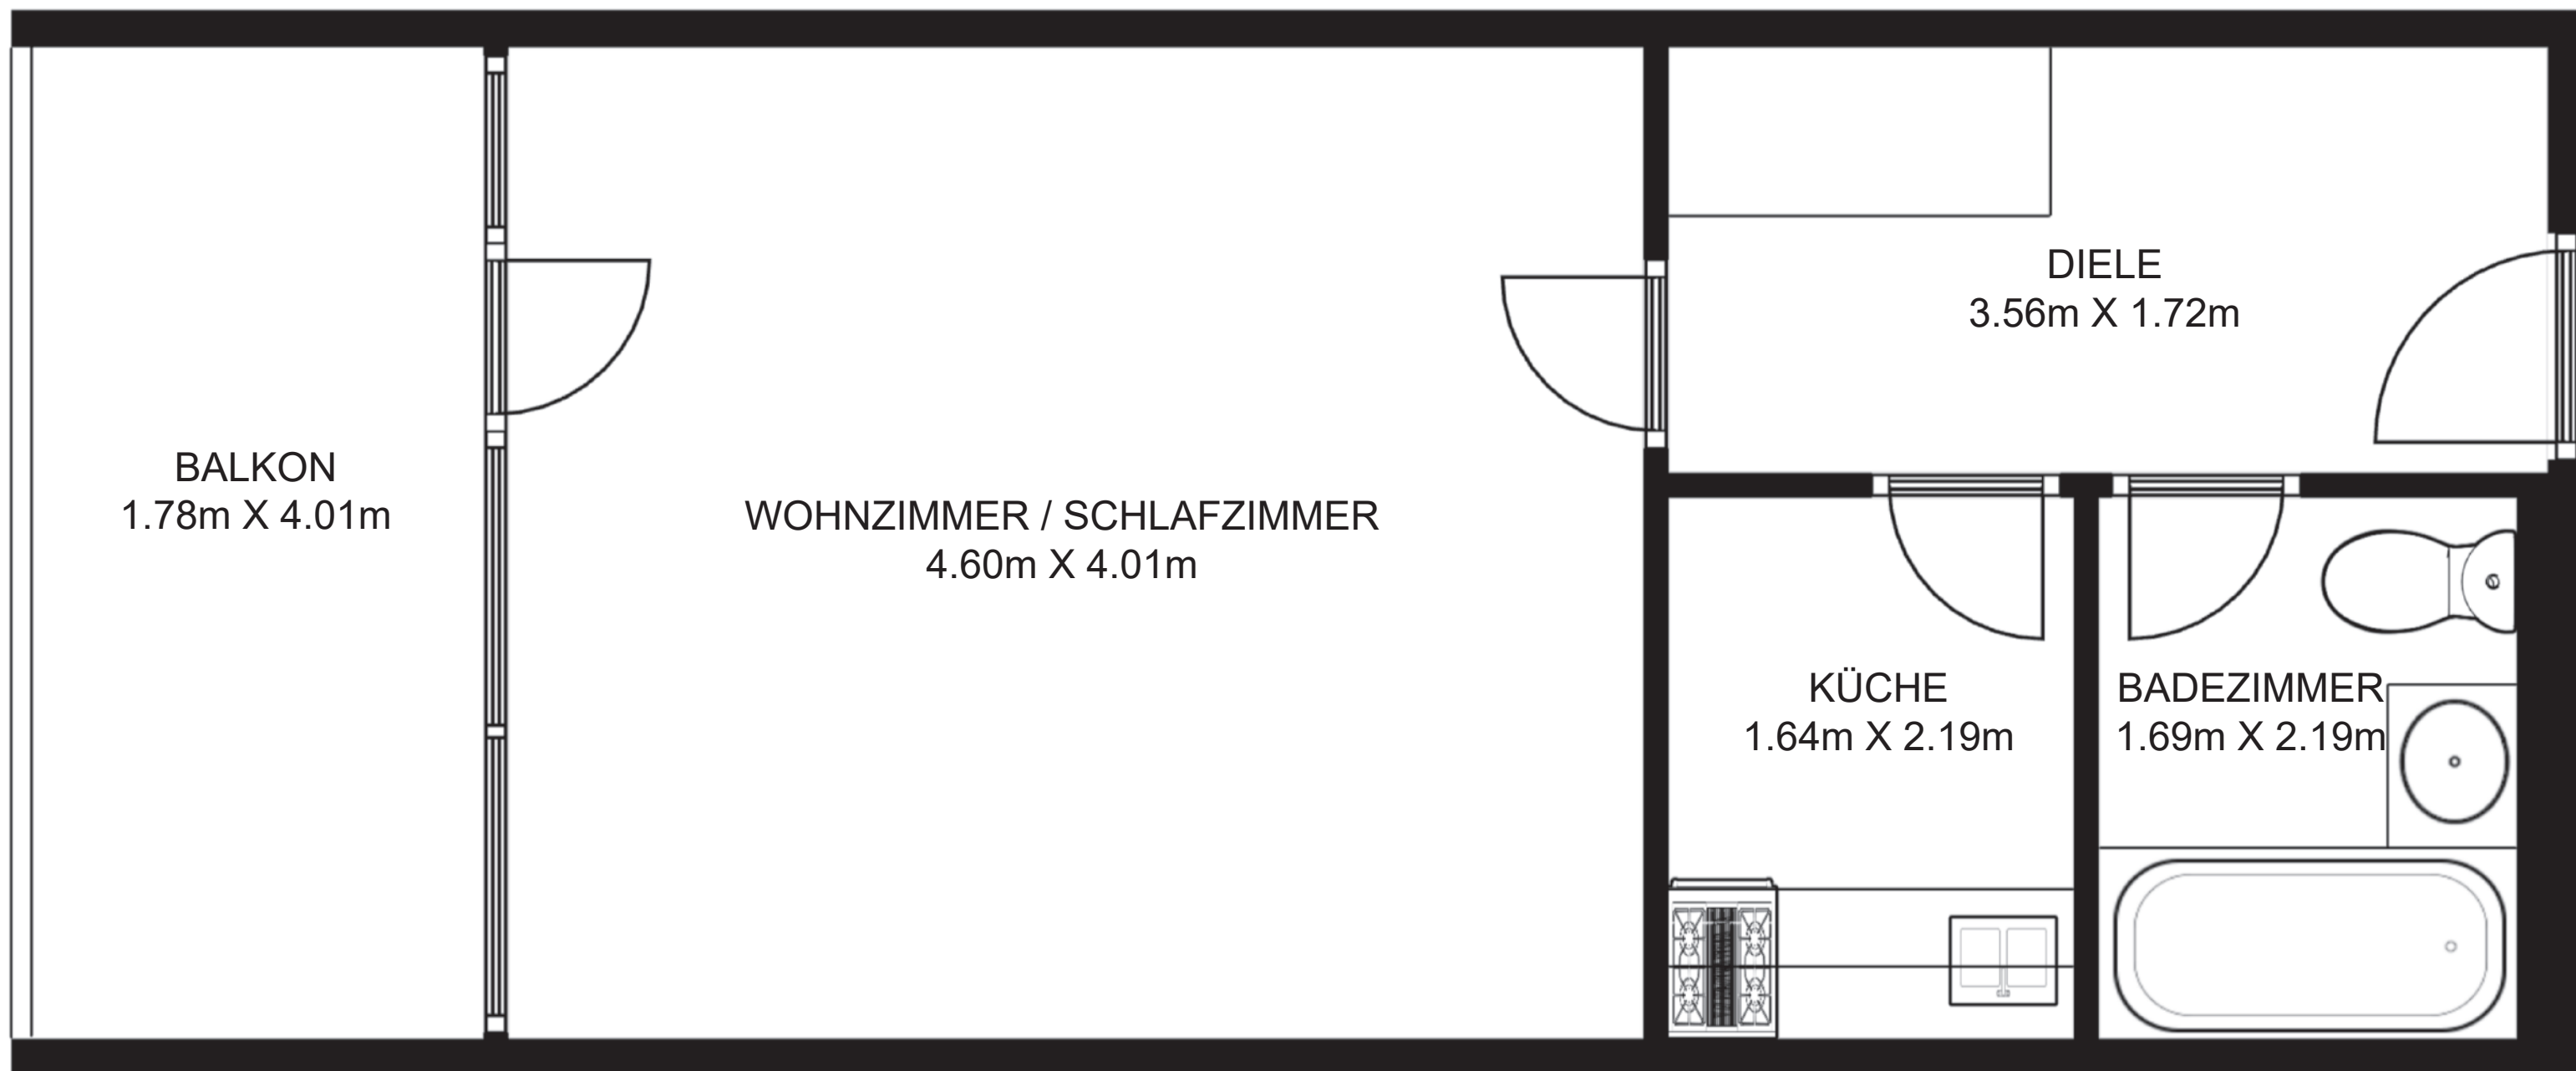 BALKON
1.78m X 4.01m
WOHNZIMMER / SCHLAFZIMMER
4.60m X 4.01m
DIELE
3.56m X 1.72m
KÜCHE
1.64m X 2.19m
BADEZIMMER
1.69m X 2.19m